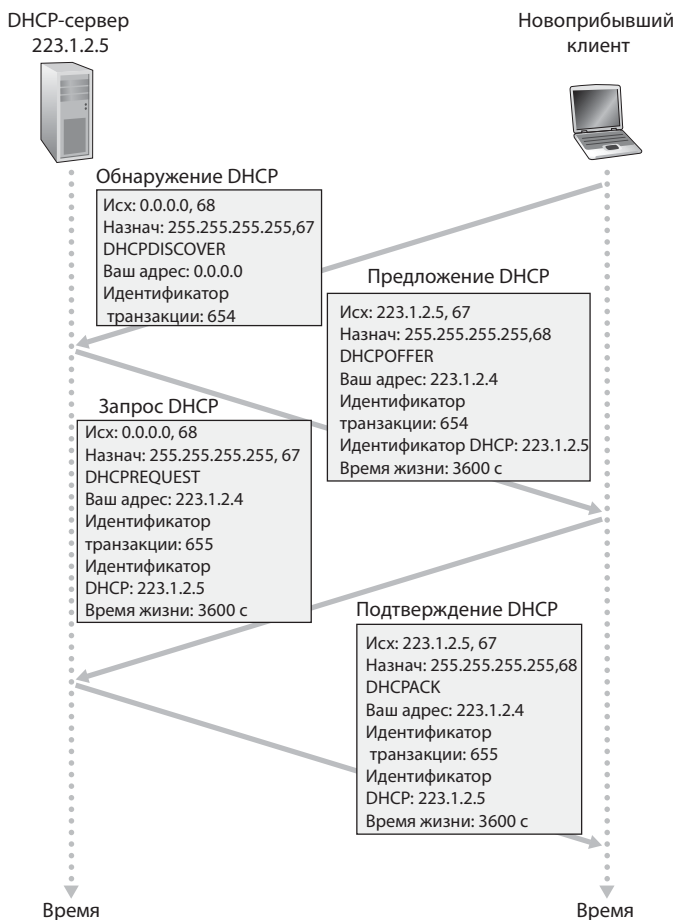 DHCP-сервер
223.1.2.5
Новоприбывший
клиент
Обнаружение DHCP
Исх: 0.0.0.0, 68
Назнач: 255.255.255.255,67
DHCPDISCOVER
Ваш адрес: 0.0.0.0
Идентификатор
транзакции: 654
Предложение DHCP
Исх: 223.1.2.5, 67
Назнач: 255.255.255.255,68
DHCPOFFER
Ваш адрес: 223.1.2.4
Идентификатор
транзакции: 654
Идентификатор DHCP: 223.1.2.5
Время жизни: 3600 с
Запрос DHCP
Исх: 0.0.0.0, 68
Назнач: 255.255.255.255, 67
DHCPREQUEST
Ваш адрес: 223.1.2.4
Идентификатор
транзакции: 655
Идентификатор
DHCP: 223.1.2.5
Время жизни: 3600 с
Подтверждение DHCP
Исх: 223.1.2.5, 67
Назнач: 255.255.255.255,68
DHCPACK
Ваш адрес: 223.1.2.4
Идентификатор
транзакции: 655
Идентификатор
DHCP: 223.1.2.5
Время жизни: 3600 с
Время
Время